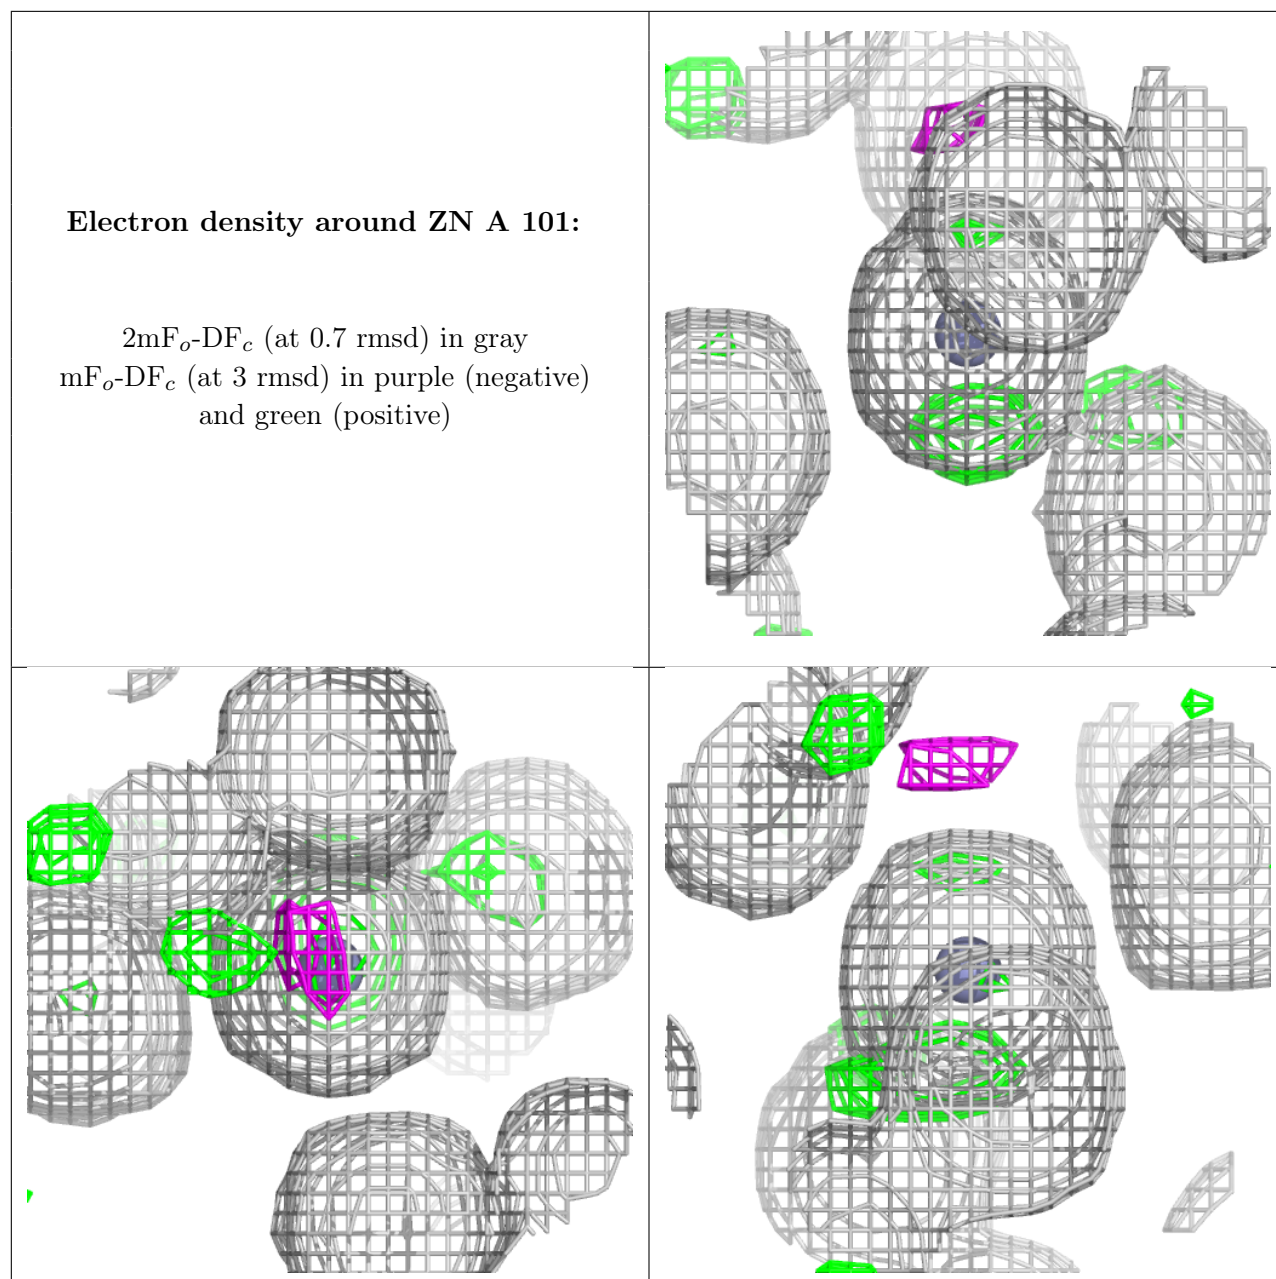 Electron density around ZN A 101:
2mFo-DFc (at 0.7 rmsd) in gray
mFo-DFc (at 3 rmsd) in purple (negative)
and green (positive)